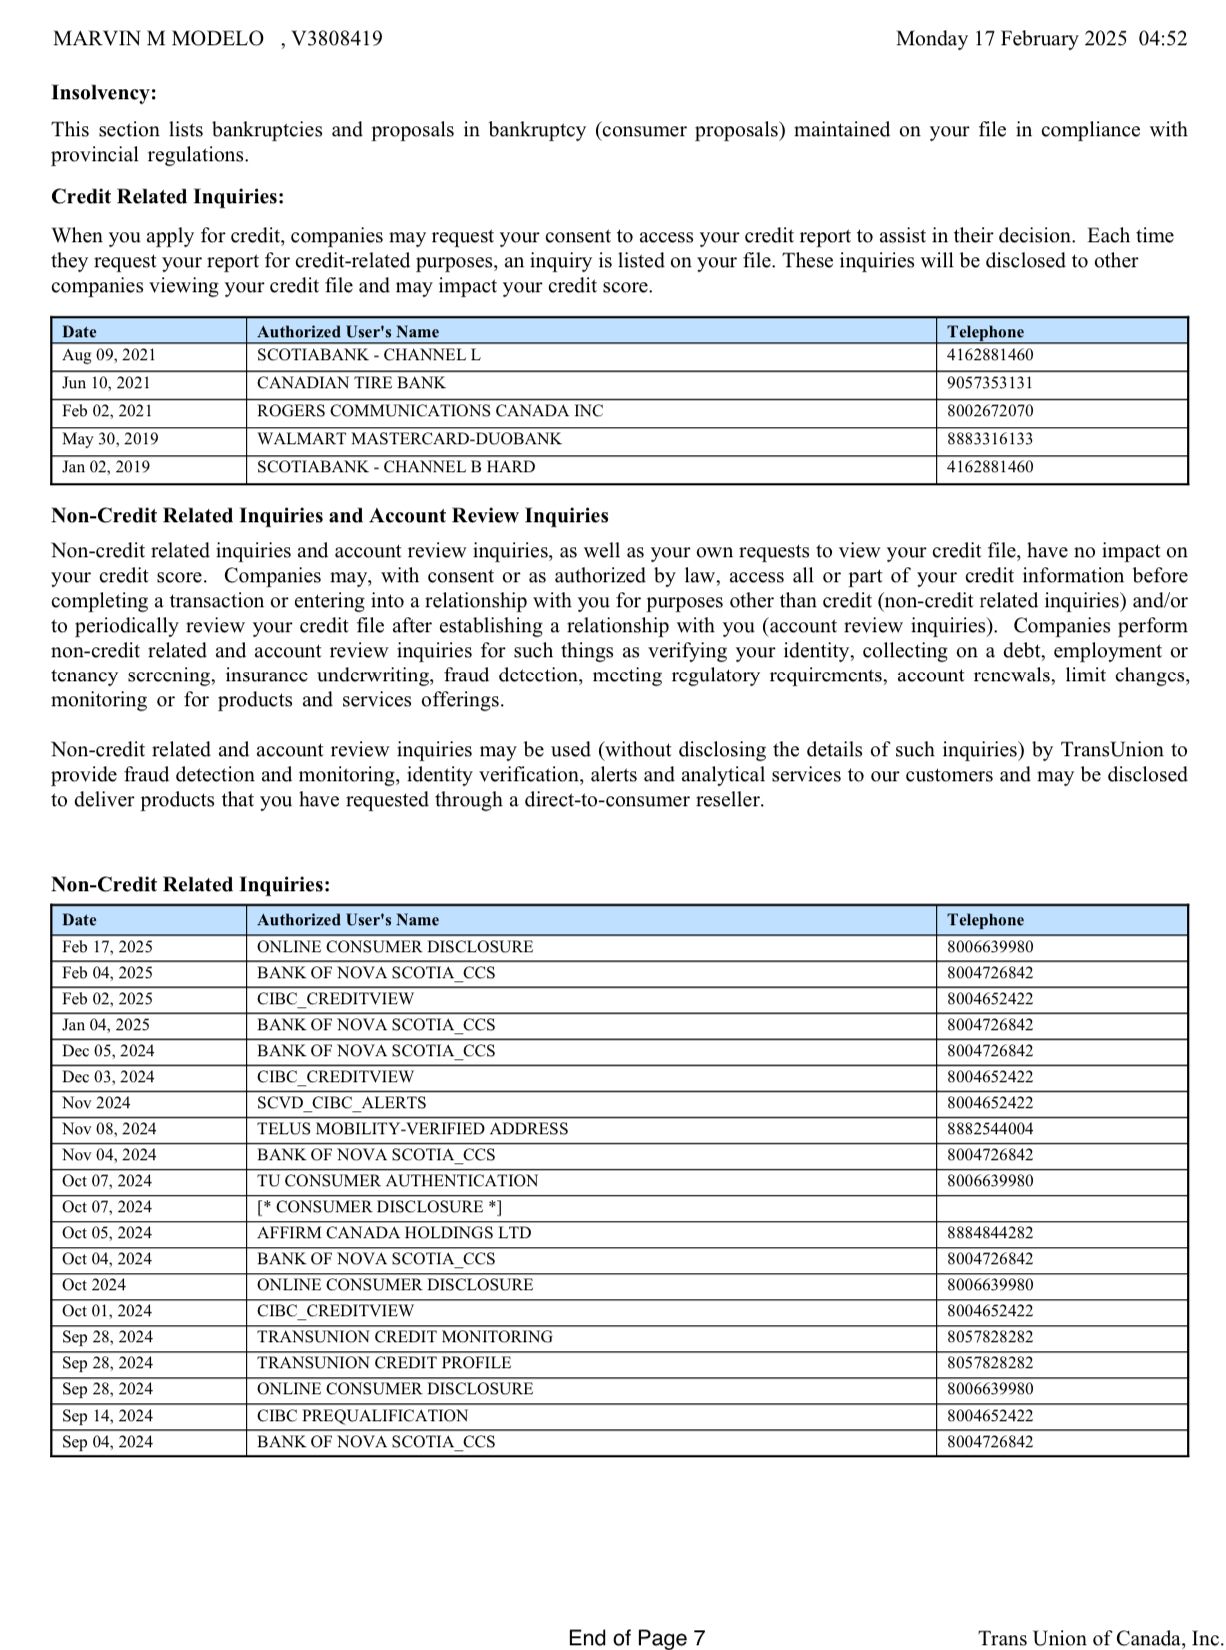 MARVIN M MODELO , V3808419 Monday 17 February 2025 04:52
Insolvency:
This section lists bankruptcies and proposals in bankruptcy (consumer proposals) maintained on your file in compliance with
provincial regulations.
Credit Related Inquiries:
When you apply for credit, companies may request your consent to access your credit report to assist in their decision. Each time
they request your report for credit-related purposes, an inquiry is listed on your file. These inquiries will be disclosed to other
companies viewing your credit file and may impact your credit score.
Date Authorized User's Name Telephone
Aug 09, 2021 SCOTIABANK - CHANNEL L 4162881460
Jun 10, 2021 CANADIAN TIRE BANK 9057353131
Feb 02, 2021 ROGERS COMMUNICATIONS CANADA INC 8002672070
May 30, 2019 WALMART MASTERCARD-DUOBANK 8883316133
Jan 02, 2019 SCOTIABANK - CHANNEL B HARD 4162881460
Non-Credit Related Inquiries and Account Review Inquiries
Non-credit related inquiries and account review inquiries, as well as your own requests to view your credit file, have no impact on
your credit score. Companies may, with consent or as authorized by law, access all or part of your credit information before
completing a transaction or entering into a relationship with you for purposes other than credit (non-credit related inquiries) and/or
to periodically review your credit file after establishing a relationship with you (account review inquiries). Companies perform
non-credit related and account review inquiries for such things as verifying your identity, collecting on a debt, employment or
tenancy screening, insurance underwriting, fraud detection, meeting regulatory requirements, account renewals, limit changes,
monitoring or for products and services offerings.
Non-credit related and account review inquiries may be used (without disclosing the details of such inquiries) by TransUnion to
provide fraud detection and monitoring, identity verification, alerts and analytical services to our customers and may be disclosed
to deliver products that you have requested through a direct-to-consumer reseller.
Non-Credit Related Inquiries:
Date Authorized User's Name Telephone
Feb 17, 2025 ONLINE CONSUMER DISCLOSURE 8006639980
Feb 04, 2025 BANK OF NOVA SCOTIA_CCS 8004726842
Feb 02, 2025 CIBC_CREDITVIEW 8004652422
Jan 04, 2025 BANK OF NOVA SCOTIA_CCS 8004726842
Dec 05, 2024 BANK OF NOVA SCOTIA_CCS 8004726842
Dec 03, 2024 CIBC_CREDITVIEW 8004652422
Nov 2024 SCVD_CIBC_ALERTS 8004652422
Nov 08, 2024 TELUS MOBILITY-VERIFIED ADDRESS 8882544004
Nov 04, 2024 BANK OF NOVA SCOTIA_CCS 8004726842
Oct 07, 2024 TU CONSUMER AUTHENTICATION 8006639980
Oct 07, 2024 [* CONSUMER DISCLOSURE *]
Oct 05, 2024 AFFIRM CANADA HOLDINGS LTD 8884844282
Oct 04, 2024 BANK OF NOVA SCOTIA_CCS 8004726842
Oct 2024 ONLINE CONSUMER DISCLOSURE 8006639980
Oct 01, 2024 CIBC_CREDITVIEW 8004652422
Sep 28, 2024 TRANSUNION CREDIT MONITORING 8057828282
Sep 28, 2024 TRANSUNION CREDIT PROFILE 8057828282
Sep 28, 2024 ONLINE CONSUMER DISCLOSURE 8006639980
Sep 14, 2024 CIBC PREQUALIFICATION 8004652422
Sep 04, 2024 BANK OF NOVA SCOTIA_CCS 8004726842
End of Page 7 Trans Union of Canada, Inc.